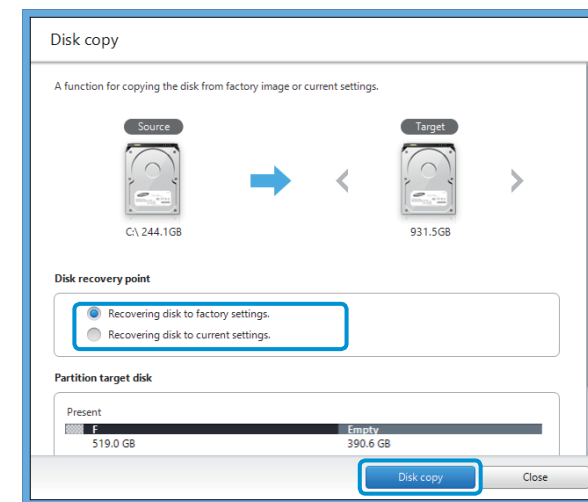 Disk copy
A function for copying the disk from factory image or current settings.
Source
Target
C:\ 244.1GB
931.5GB
Disk recovery point
Recovering disk to factory settings.
Recovering disk to current settings.
Partition target disk
Present
F
Empty
519.0 GB
390.6 GB
Disk copy
Close